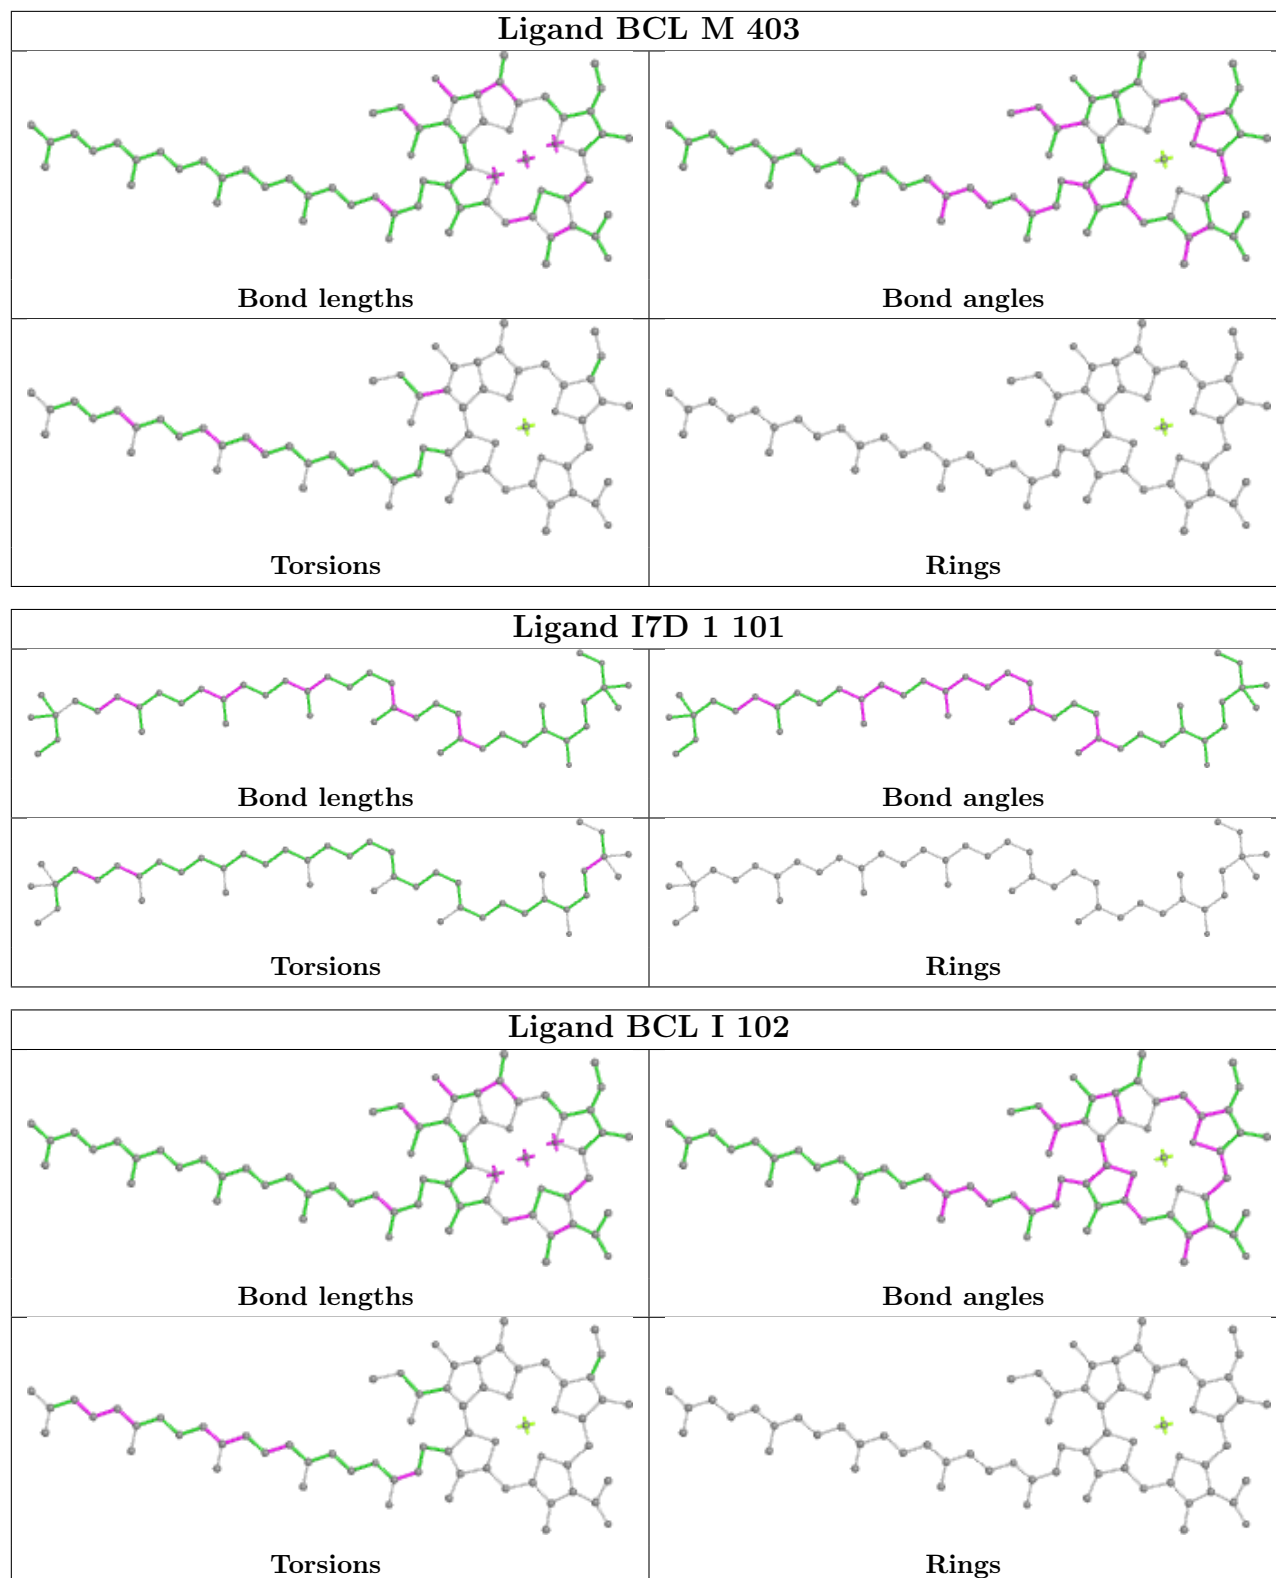 Ligand BCL M 403
Bond lengths
Bond angles
Torsions
Rings
Ligand I7D 1 101
Bond lengths
Bond angles
Torsions
Rings
Ligand BCL I 102
Bond lengths
Bond angles
Torsions
Rings